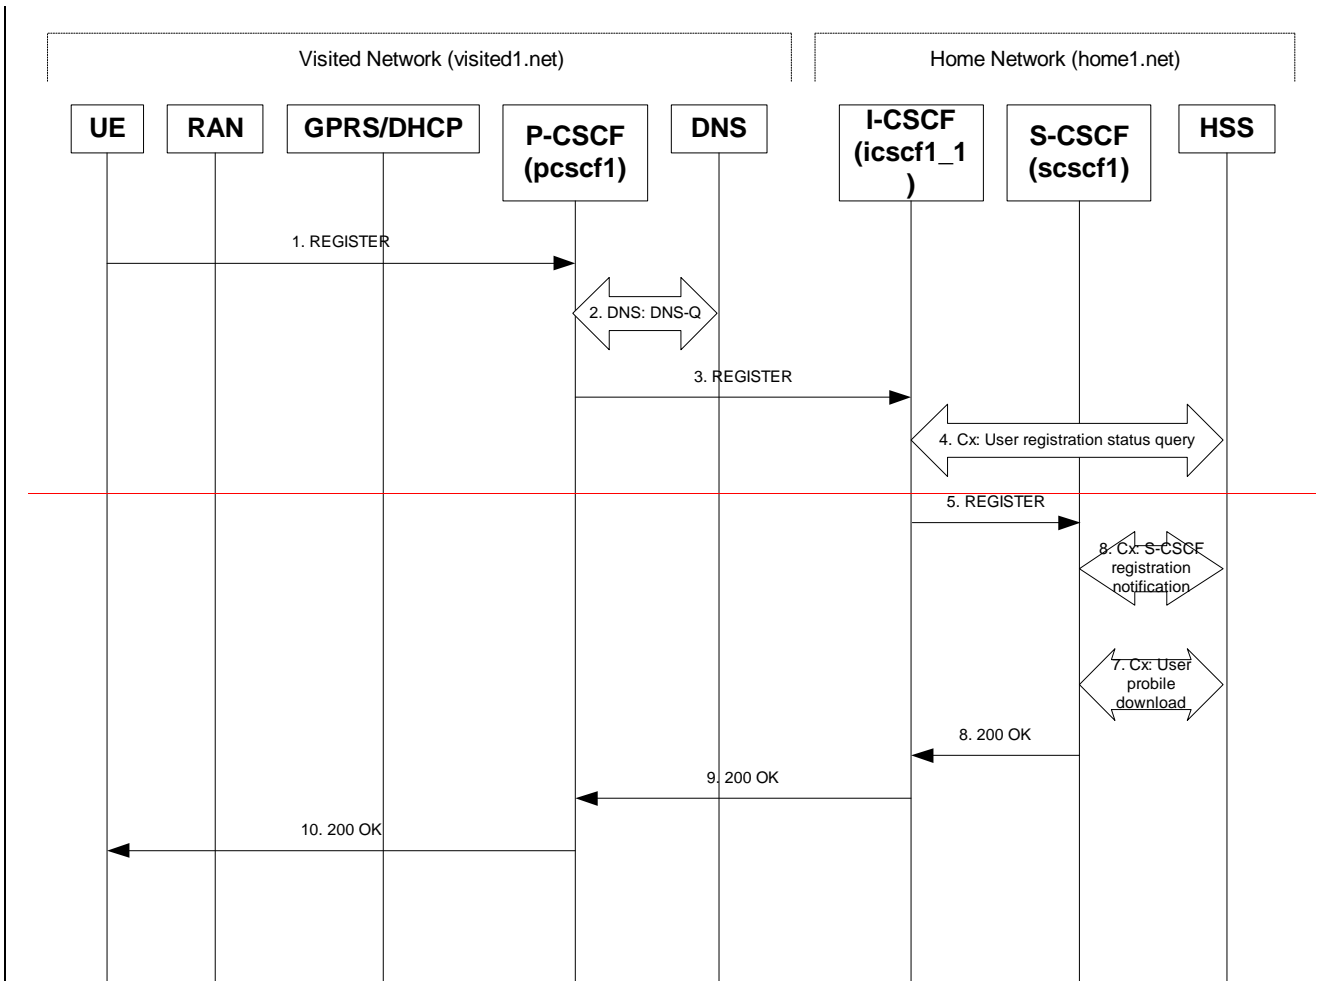 Visited Network (visited1.net)
Home Network (home1.net)
UE
RAN
GPRS/DHCP
P-CSCF
(pcscf1)
DNS
I-CSCF
(icscf1_1
)
S-CSCF
(scscf1)
HSS
1. REGISTER
2. DNS: DNS-Q
3. REGISTER
4. Cx: User registration status query
5. REGISTER
8. Cx: S-CSCF
registration
notification
7. Cx: User
probile
download
8. 200 OK
9. 200 OK
10. 200 OK